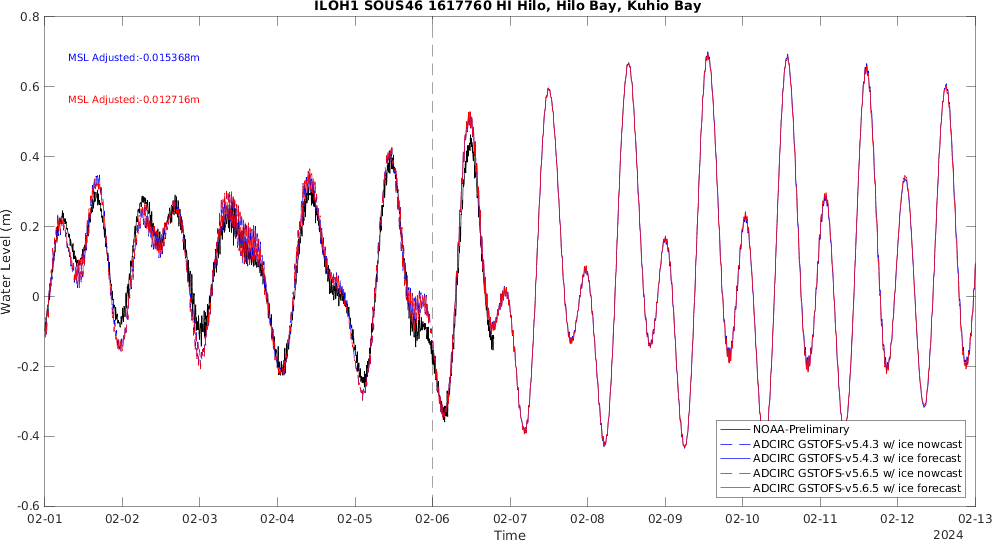 ILOH1 SOUS46 1617760 HI Hilo, Hilo Bay, Kuhio Bay
MSL Adjusted:-0.015368m
MSL Adjusted:-0.012716m
Water Level (m)
0.8
0.6
0.4
0.2
0
-0.2
-0.4
-0.6
NOAA-Preliminary
ADCIRC GSTOFS-v5.4.3 w/ ice nowcast
ADCIRC GSTOFS-v5.4.3 w/ ice forecast
ADCIRC GSTOFS-v5.6.5 w/ ice nowcast
ADCIRC GSTOFS-v5.6.5 w/ ice forecast
02-01 02-02 02-03 02-04 02-05 02-06 02-07 02-08 02-09 02-10 02-11 02-12 02-13
Time
2024